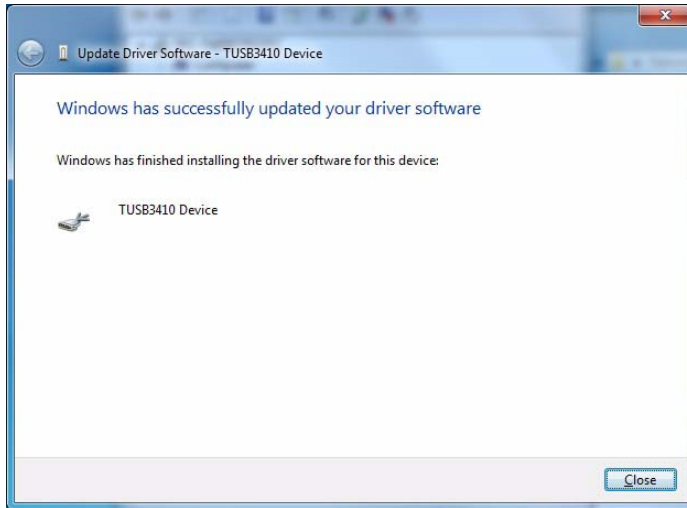 Update Driver Software - TUSB3410 Device
Windows has successfully updated your driver software
Windows has finished installing the driver software for this device:
TUSB3410 Device
Close